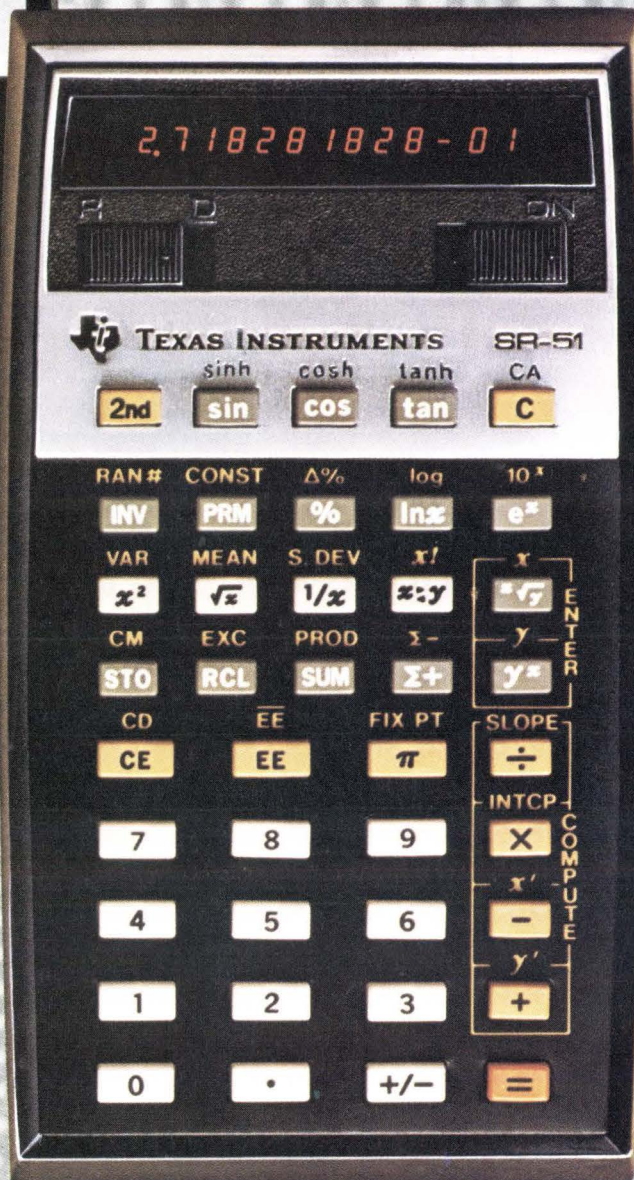 2.718281828-01
R D ON
TEXAS INSTRUMENTS SR-51
sinh cosh tanh CA
2nd sin cos tan C
RAN# CONST Δ% log 10ˣ
INV PRM % lnx eˣ
VAR MEAN S. DEV x! x
x² √x 1/x x:y ˣ√y
CM EXC PROD Σ- y
STO RCL SUM Σ+ yˣ
ENTER
CD E̅E̅ FIX PT SLOPE
CE EE π ÷
INTCP
7 8 9 ×
x'
4 5 6 −
y'
1 2 3 +
COMPUTE
0 . +/− =